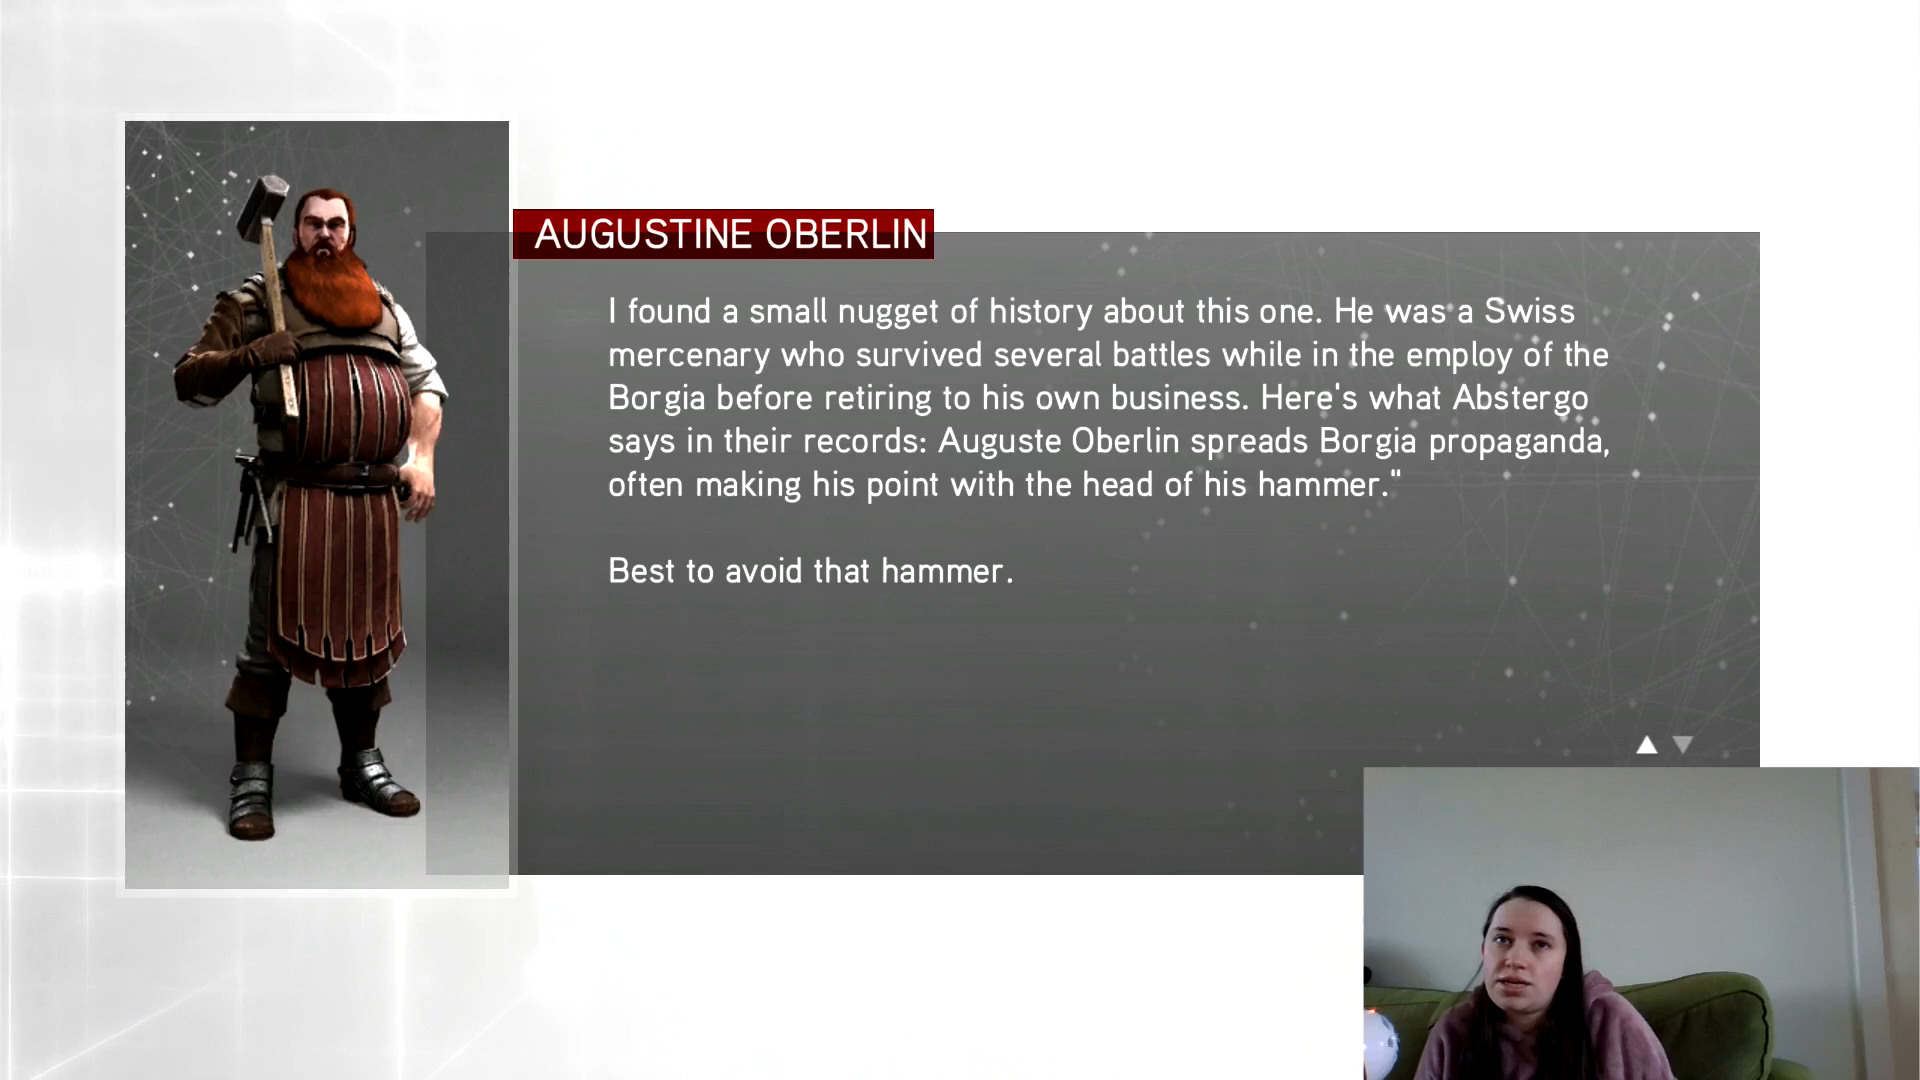 AUGUSTINE OBERLIN
I found a small nugget of history about this one. He was a Swiss
mercenary who survived several battles while in the employ of the
Borgia before retiring to his own business. Here's what Abstergo
says in their records: Auguste Oberlin spreads Borgia propaganda,
often making his point with the head of his hammer."
Best to avoid that hammer.